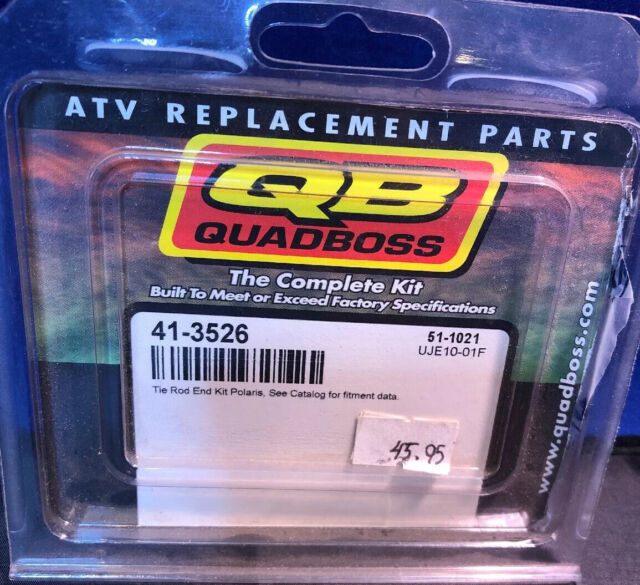 ATV REPLACEMENT PARTS
QB
QUADBOSS
The Complete Kit
Built To Meet or Exceed Factory Specifications
41-3526
51-1021
UJE10-01F
Tie Rod End Kit Polaris, See Catalog for fitment data.
45.95
www.quadboss.com